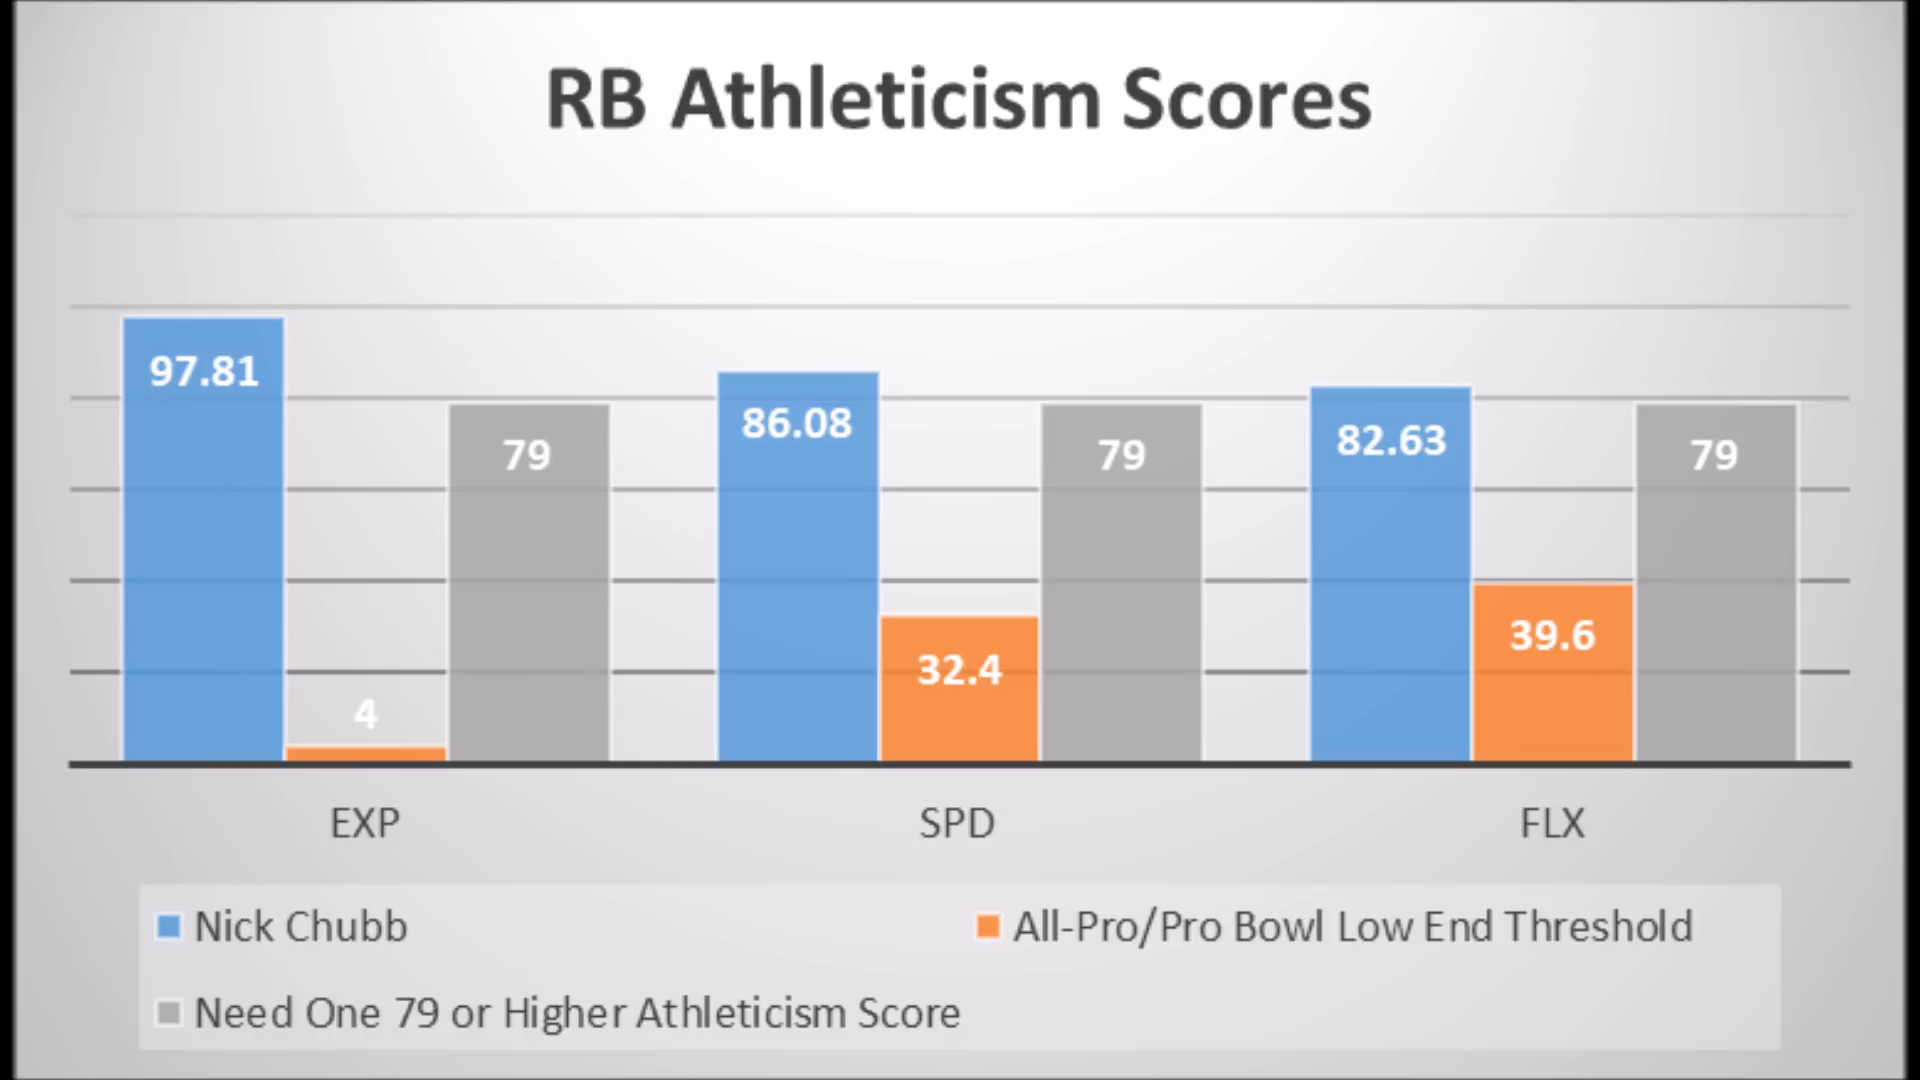 RB Athleticism Scores
97.81
4
79
86.08
32.4
79
82.63
39.6
79
EXP
SPD
FLX
Nick Chubb
All-Pro/Pro Bowl Low End Threshold
Need One 79 or Higher Athleticism Score